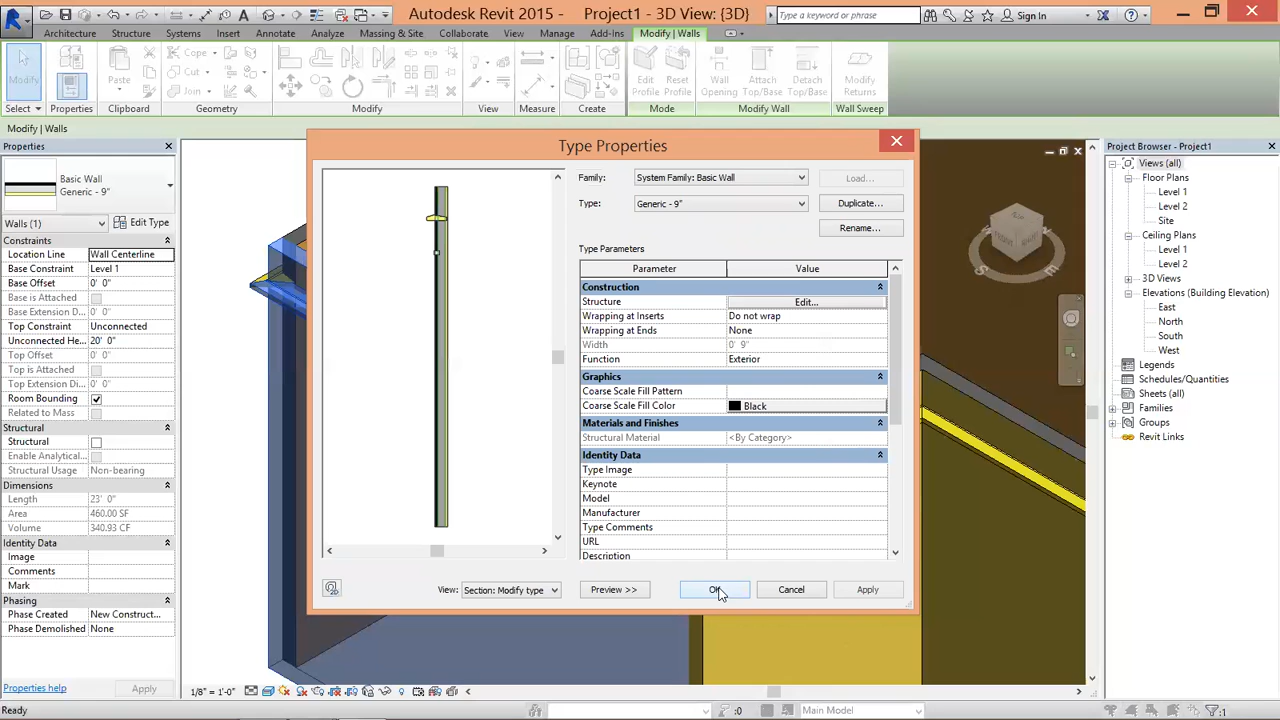 Autodesk Revit 2015 - Project1 - 3D View: {3D}
Type a keyword or phrase
Sign In
Architecture Structure Systems Insert Annotate Analyze Massing & Site Collaborate View Manage Add-Ins Modify | Walls
Modify
Paste
Cope
Cut
Join
Edit Profile
Reset Profile
Wall Opening
Attach Top/Base
Detach Top/Base
Modify Returns
Select Properties Clipboard Geometry Modify View Measure Create Mode Modify Wall Wall Sweep
Modify | Walls
Properties
Basic Wall
Generic - 9"
Walls (1)
Edit Type
Constraints
Location Line Wall Centerline
Base Constraint Level 1
Base Offset 0' 0"
Base is Attached
Base Extension Di... 0' 0"
Top Constraint Unconnected
Unconnected He... 20' 0"
Top Offset 0' 0"
Top is Attached
Top Extension Di... 0' 0"
Room Bounding
Related to Mass
Structural
Structural
Enable Analytical...
Structural Usage Non-bearing
Dimensions
Length 23' 0"
Area 460.00 SF
Volume 340.93 CF
Identity Data
Image
Comments
Mark
Phasing
Phase Created New Construct...
Phase Demolished None
Properties help
Apply
Type Properties
Family: System Family: Basic Wall Load...
Type: Generic - 9" Duplicate...
Rename...
Type Parameters
Parameter Value
Construction
Structure Edit...
Wrapping at Inserts Do not wrap
Wrapping at Ends None
Width 0' 9"
Function Exterior
Graphics
Coarse Scale Fill Pattern
Coarse Scale Fill Color Black
Materials and Finishes
Structural Material <By Category>
Identity Data
Type Image
Keynote
Model
Manufacturer
Type Comments
URL
Description
View: Section: Modify type Preview >> OK Cancel Apply
Project Browser - Project1
Views (all)
Floor Plans
Level 1
Level 2
Site
Ceiling Plans
Level 1
Level 2
3D Views
Elevations (Building Elevation)
East
North
South
West
Legends
Schedules/Quantities
Sheets (all)
Families
Groups
Revit Links
S
E
1/8" = 1'-0"
Ready
:0
Main Model
:1